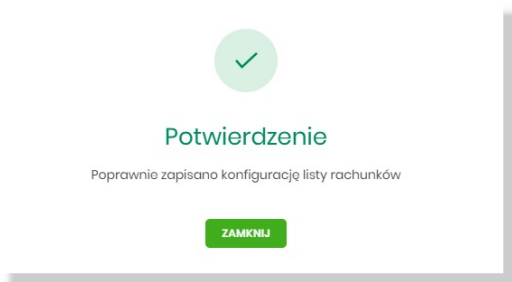 Potwierdzenie
Poprawnie zapisano konfigurację listy rachunków
ZAMKNIJ